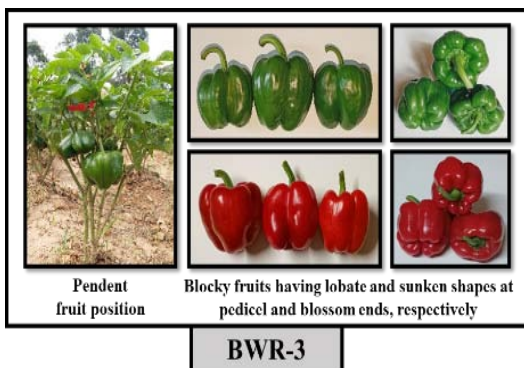 Pendent
fruit position
Blocky fruits having lobate and sunken shapes at
pedicel and blossom ends, respectively
BWR-3